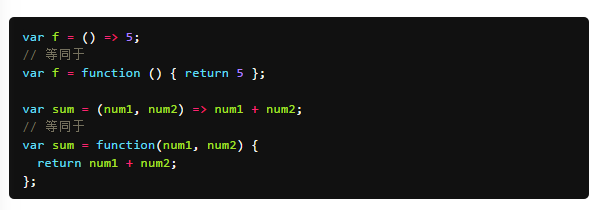 var f = () => 5;
// 等同于
var f = function () { return 5 };
var sum = (num1, num2) => num1 + num2;
// 等同于
var sum = function(num1, num2) {
  return num1 + num2;
};